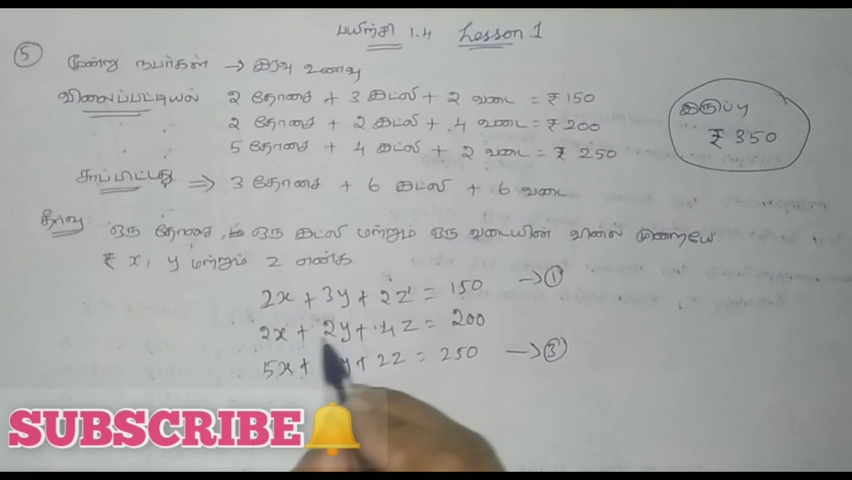 பயிற்சி 1.4 Lesson 1
⑤
மூன்று நபர்கள் → இரவு உணவு
விலைப்பட்டியல் 2 தோசை + 3 இட்லி + 2 வடை = ₹ 150
2 தோசை + 2 இட்லி + 4 வடை = ₹ 200
5 தோசை + 4 இட்லி + 2 வடை = ₹ 250
இருப்பு
₹ 350
சாப்பிட்டது ⇒ 3 தோசை + 6 இட்லி + 6 வடை
தீர்வு ஒரு தோசை, ஒரு இட்லி மற்றும் ஒரு வடையின் விலை முறையே
₹ x, y மற்றும் z என்க
2x + 3y + 2z = 150 → ①
2x + 2y + 4z = 200
5x + y + 2z = 250 → ③
SUBSCRIBE